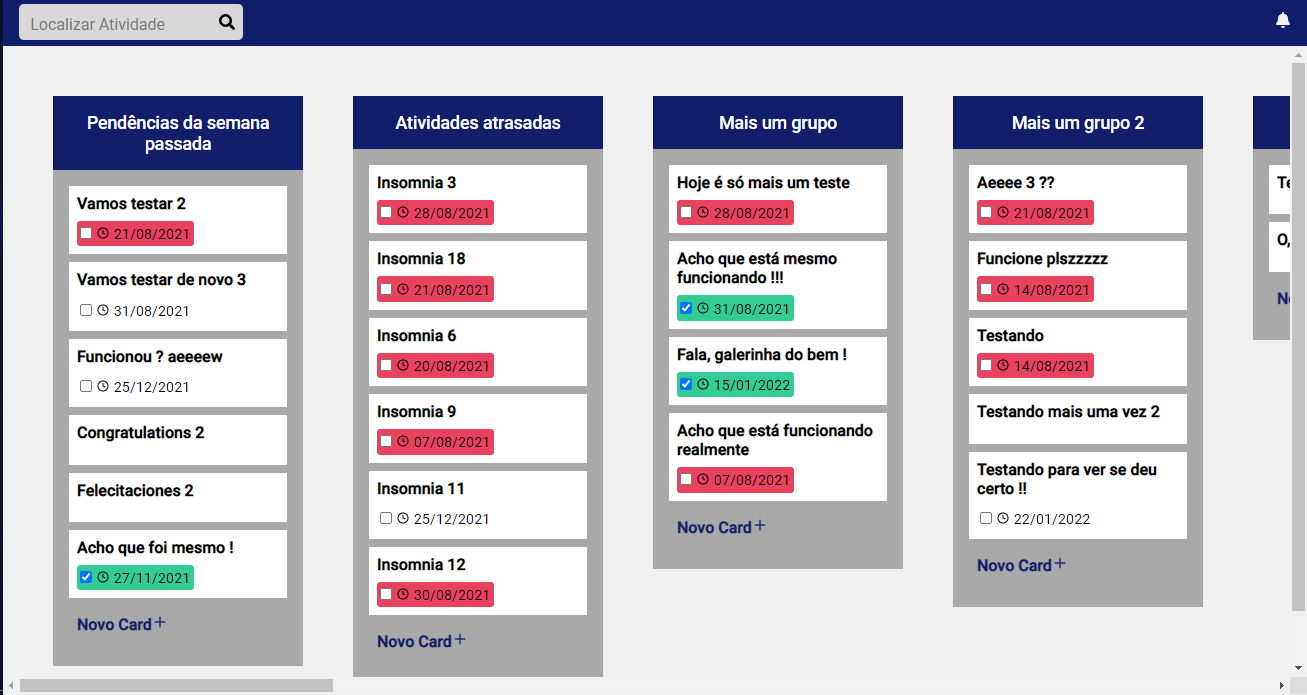 Localizar Atividade
Pendências da semana
passada
Vamos testar 2
21/08/2021
Vamos testar de novo 3
31/08/2021
Funcionou ? aeeeew
25/12/2021
Congratulations 2
Felecitaciones 2
Acho que foi mesmo !
27/11/2021
Novo Card+
Atividades atrasadas
Insomnia 3
28/08/2021
Insomnia 18
21/08/2021
Insomnia 6
20/08/2021
Insomnia 9
07/08/2021
Insomnia 11
25/12/2021
Insomnia 12
30/08/2021
Novo Card+
Mais um grupo
Hoje é só mais um teste
28/08/2021
Acho que está mesmo
funcionando !!!
31/08/2021
Fala, galerinha do bem !
15/01/2022
Acho que está funcionando
realmente
07/08/2021
Novo Card+
Mais um grupo 2
Aeeee 3 ??
21/08/2021
Funcione plszzzzz
14/08/2021
Testando
14/08/2021
Testando mais uma vez 2
Testando para ver se deu
certo !!
22/01/2022
Novo Card+